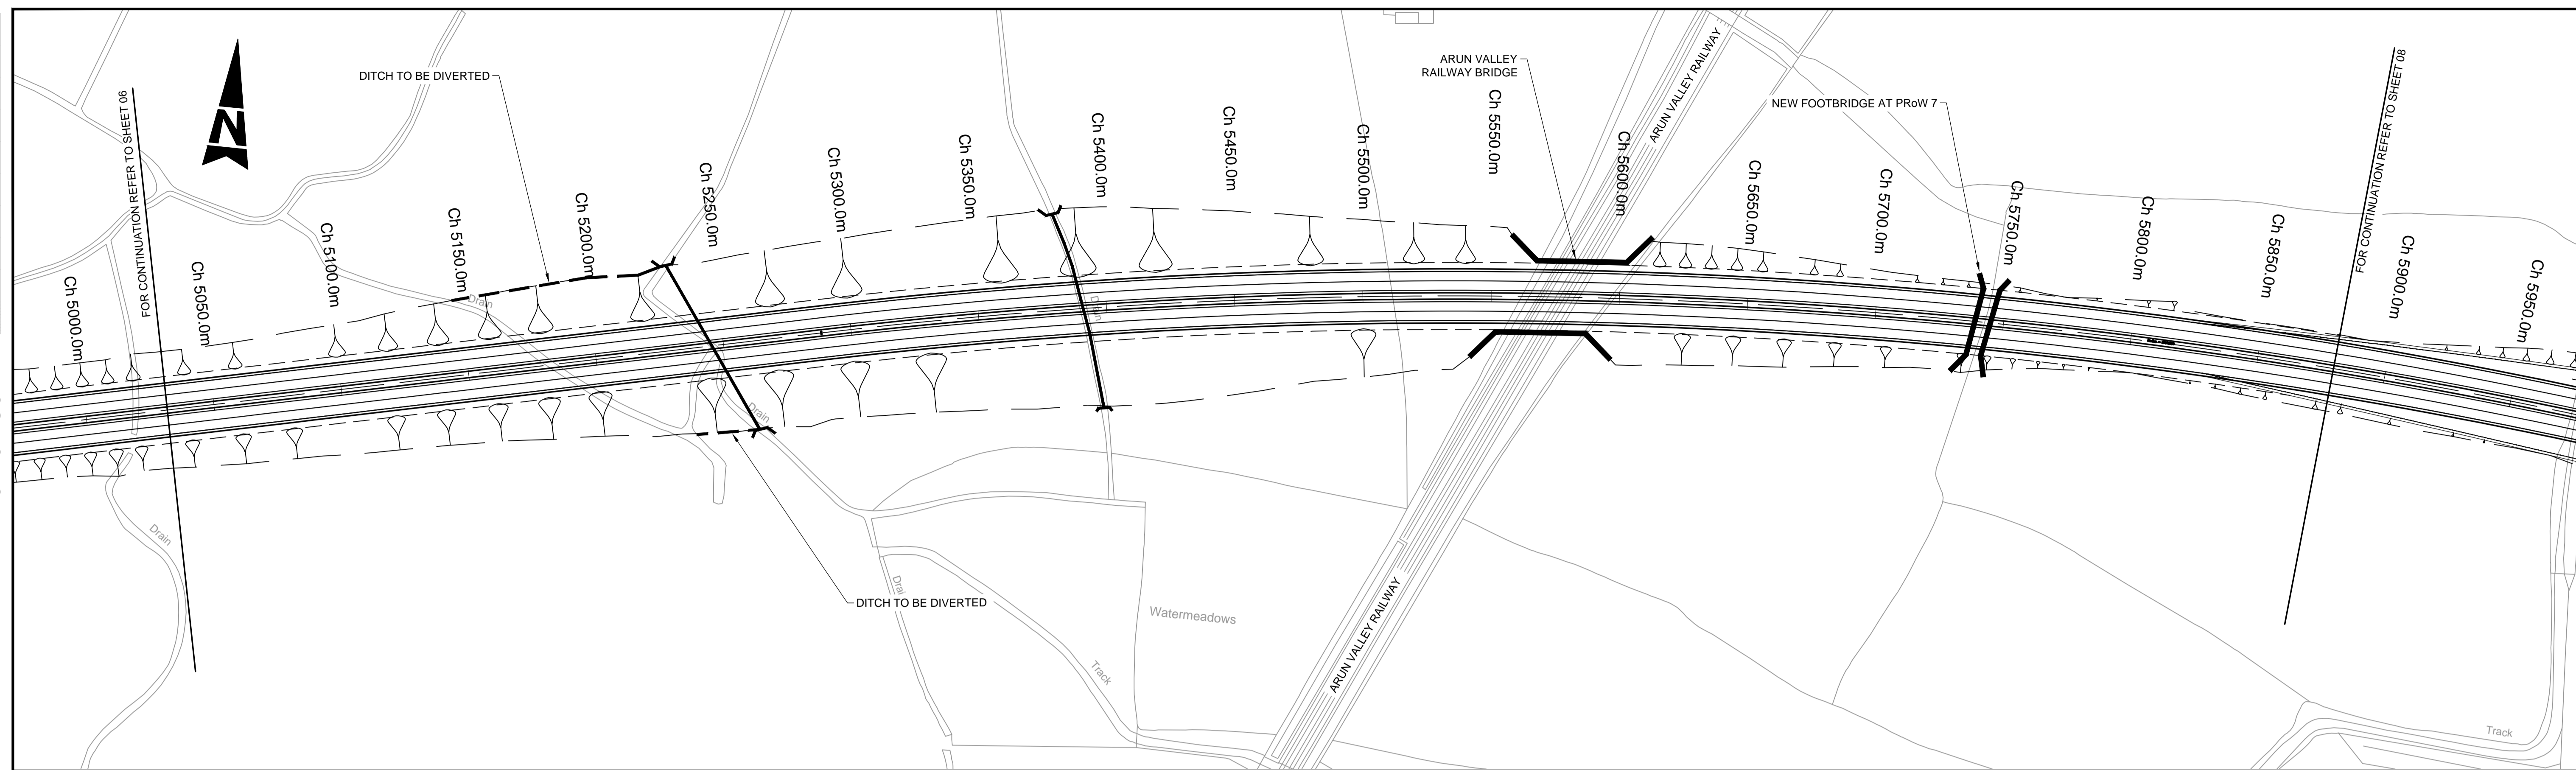 N
FOR CONTINUATION REFER TO SHEET 06
DITCH TO BE DIVERTED
ARUN VALLEY
RAILWAY BRIDGE
ARUN VALLEY RAILWAY
NEW FOOTBRIDGE AT PRoW 7
FOR CONTINUATION REFER TO SHEET 08
Ch 5000.0m
Ch 5050.0m
Ch 5100.0m
Ch 5150.0m
Ch 5200.0m
Ch 5250.0m
Ch 5300.0m
Ch 5350.0m
Ch 5400.0m
Ch 5450.0m
Ch 5500.0m
Ch 5550.0m
Ch 5600.0m
Ch 5650.0m
Ch 5700.0m
Ch 5750.0m
Ch 5800.0m
Ch 5850.0m
Ch 5900.0m
Ch 5950.0m
Drain
Drain
Drain
Drain
Drai
DITCH TO BE DIVERTED
Watermeadows
Track
ARUN VALLEY RAILWAY
Track